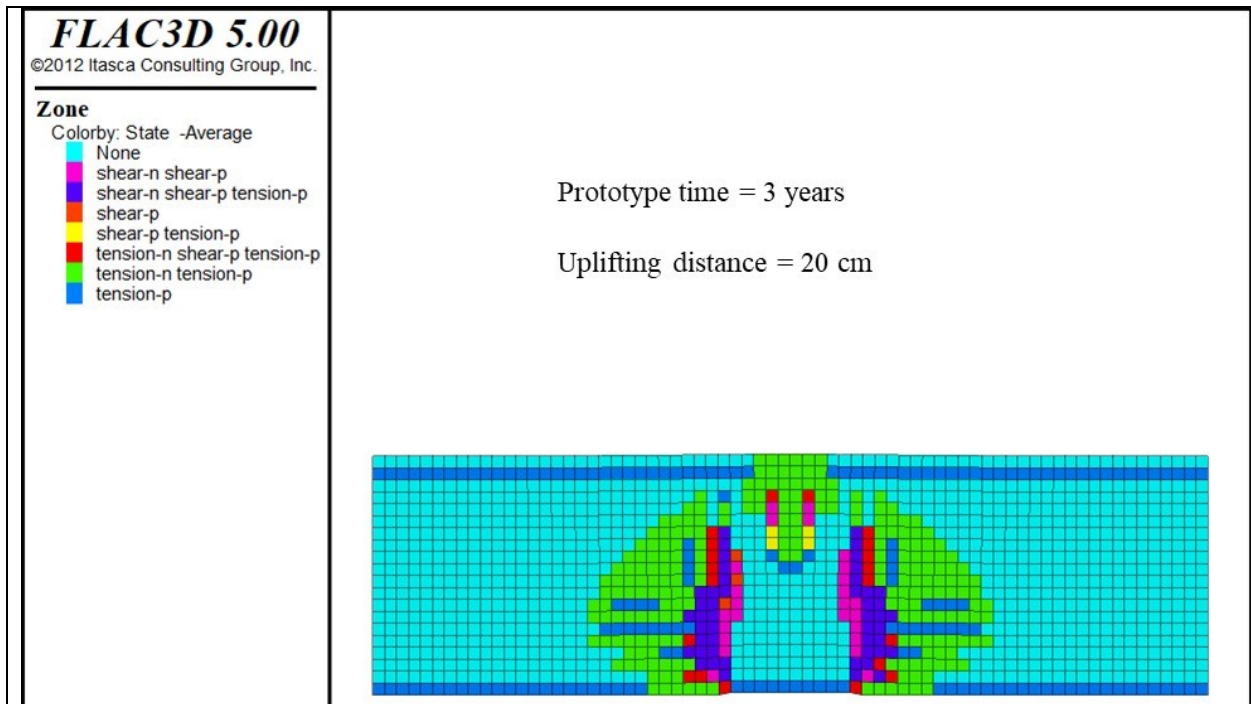 FLAC3D 5.00
©2012 Itasca Consulting Group, Inc.
Zone
Colorby: State -Average
None
shear-n shear-p
shear-n shear-p tension-p
shear-p
shear-p tension-p
tension-n shear-p tension-p
tension-n tension-p
tension-p
Prototype time = 3 years
Uplifting distance = 20 cm